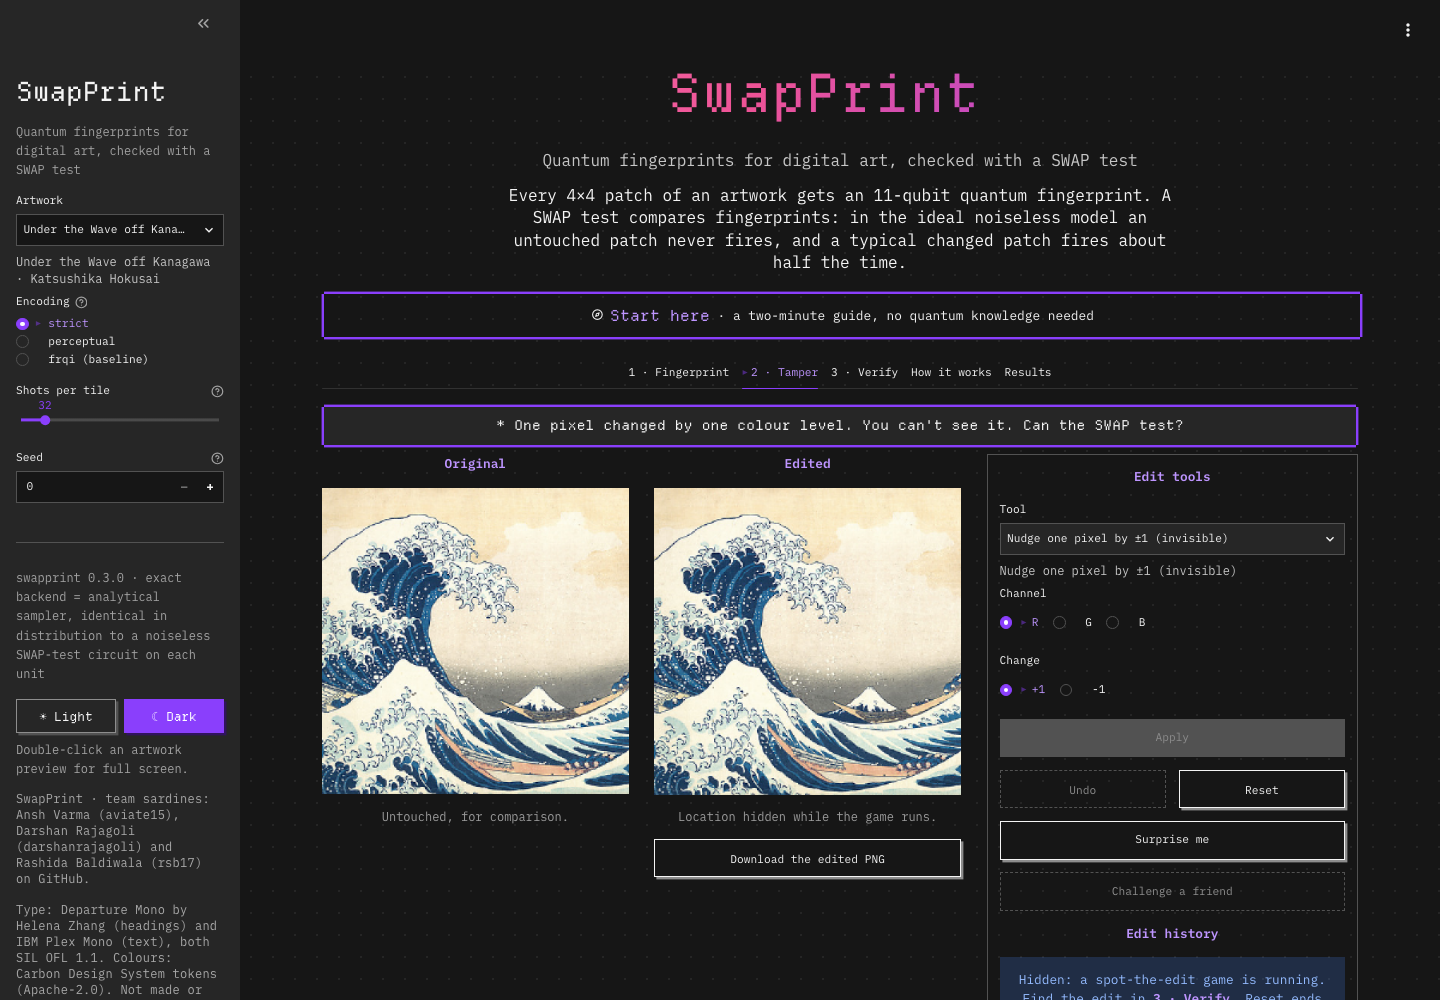 SwapPrint
Quantum fingerprints for
digital art, checked with a
SWAP test
Artwork
Under the Wave off Kana…
Under the Wave off Kanagawa
· Katsushika Hokusai
Encoding
strict
perceptual
frqi (baseline)
Shots per tile
32
Seed
0
swapprint 0.3.0 · exact
backend = analytical
sampler, identical in
distribution to a noiseless
SWAP-test circuit on each
unit
☀ Light
☾ Dark
Double-click an artwork
preview for full screen.
SwapPrint · team sardines:
Ansh Varma (aviate15),
Darshan Rajagoli
(darshanrajagoli) and
Rashida Baldiwala (rsb17)
on GitHub.
Type: Departure Mono by
Helena Zhang (headings) and
IBM Plex Mono (text), both
SIL OFL 1.1. Colours:
Carbon Design System tokens
(Apache-2.0). Not made or
SwapPrint
Quantum fingerprints for digital art, checked with a SWAP test
Every 4×4 patch of an artwork gets an 11-qubit quantum fingerprint. A
SWAP test compares fingerprints: in the ideal noiseless model an
untouched patch never fires, and a typical changed patch fires about
half the time.
Start here · a two-minute guide, no quantum knowledge needed
1 · Fingerprint 2 · Tamper 3 · Verify How it works Results
* One pixel changed by one colour level. You can't see it. Can the SWAP test?
Original
Untouched, for comparison.
Edited
Location hidden while the game runs.
Download the edited PNG
Edit tools
Tool
Nudge one pixel by ±1 (invisible)
Nudge one pixel by ±1 (invisible)
Channel
R G B
Change
+1 -1
Apply
Undo Reset
Surprise me
Challenge a friend
Edit history
Hidden: a spot-the-edit game is running.
Find the edit in 3 · Verify. Reset ends